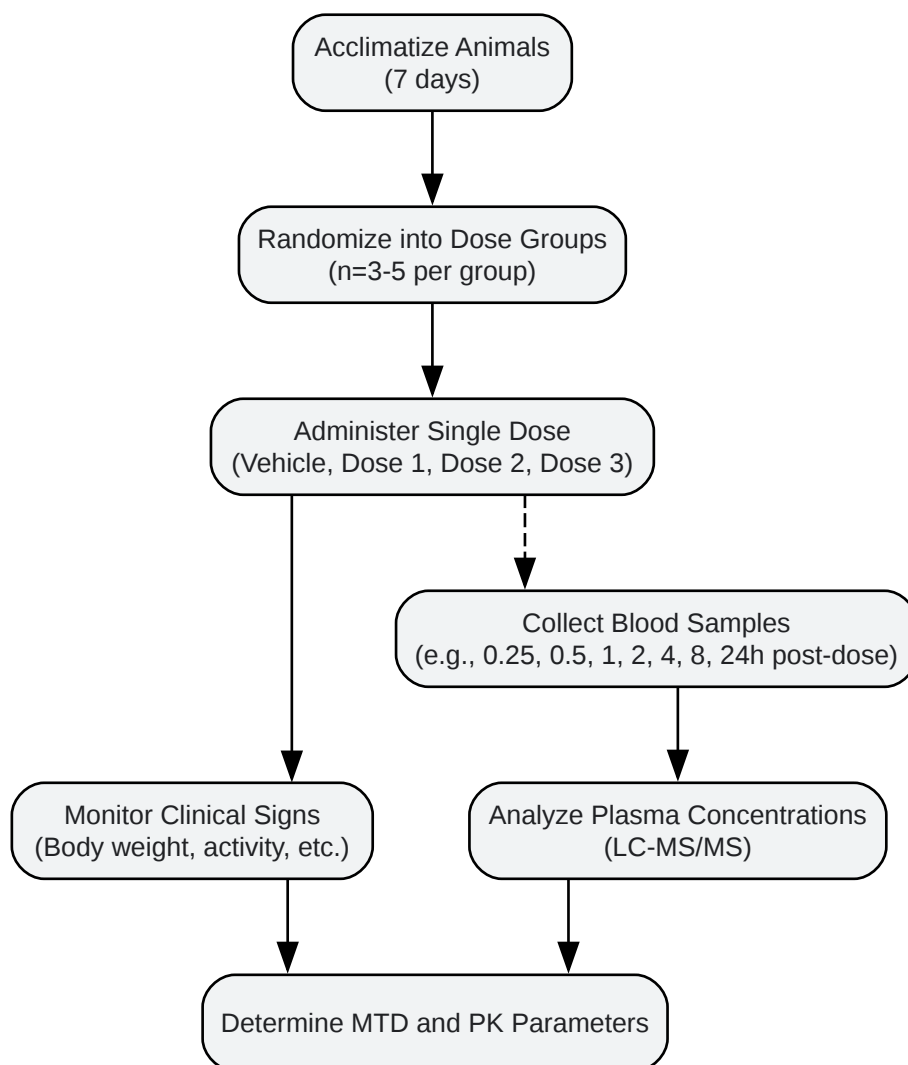 Acclimatize Animals
(7 days)
Randomize into Dose Groups
(n=3-5 per group)
Administer Single Dose
(Vehicle, Dose 1, Dose 2, Dose 3)
Collect Blood Samples
(e.g., 0.25, 0.5, 1, 2, 4, 8, 24h post-dose)
Monitor Clinical Signs
(Body weight, activity, etc.)
Analyze Plasma Concentrations
(LC-MS/MS)
Determine MTD and PK Parameters